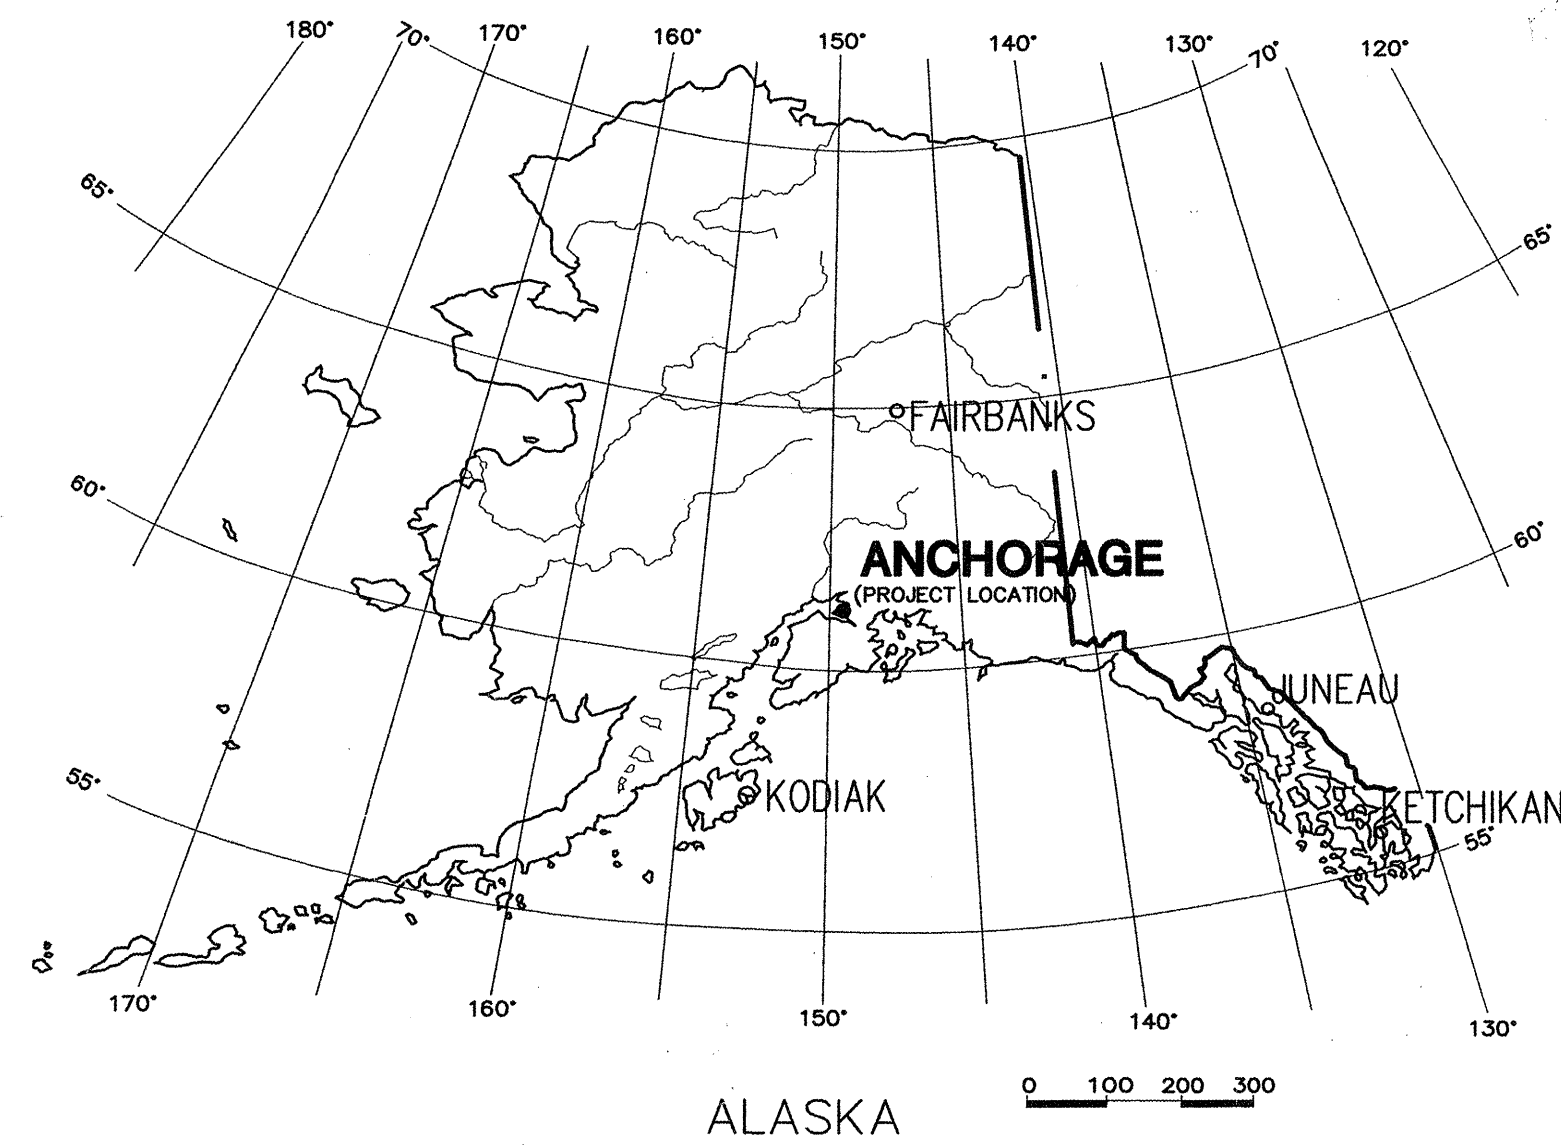 180° 70° 170° 160° 150° 140° 130° 70° 120°
65° 65°
FAIRBANKS
60° 60°
ANCHORAGE
(PROJECT LOCATION)
JUNEAU
55° KODIAK KETCHIKAN
55°
170° 160° 150° 140° 130°
0 100 200 300
ALASKA